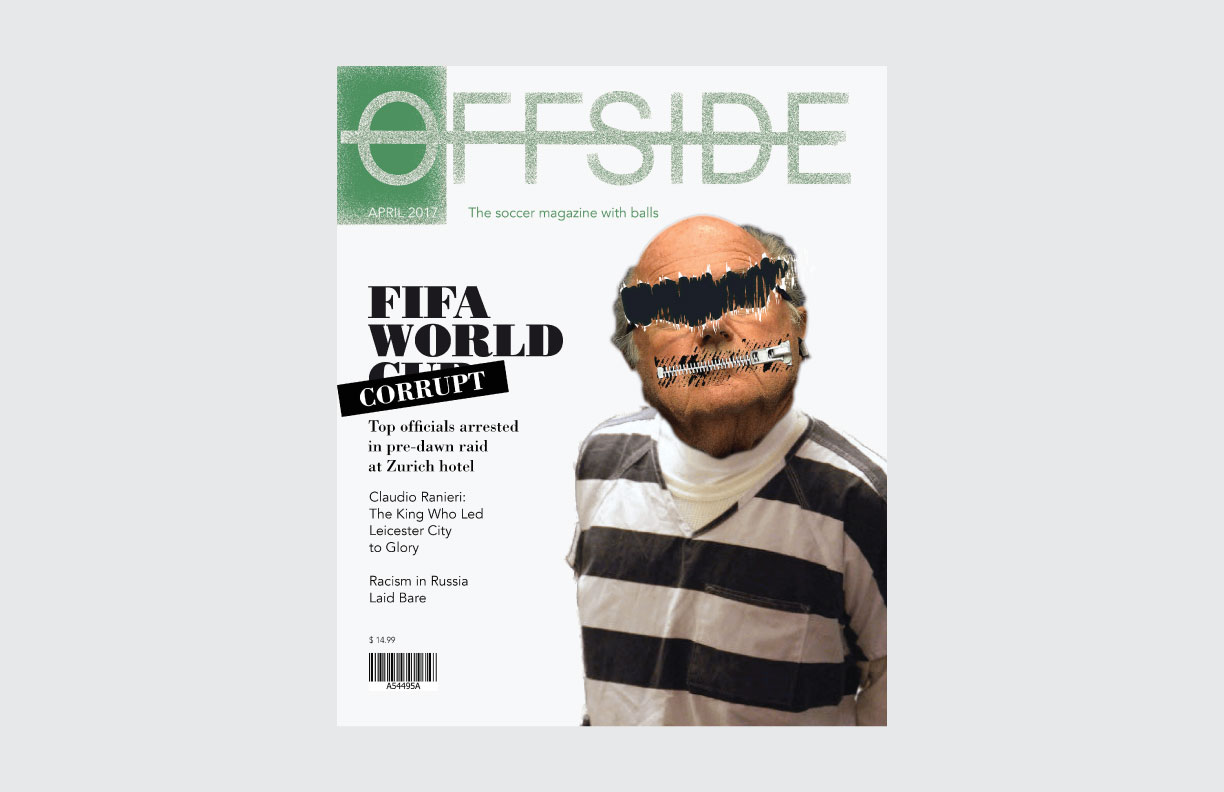 OFFSIDE
APRIL 2017
The soccer magazine with balls
FIFA
WORLD
CUP
CORRUPT
Top officials arrested
in pre-dawn raid
at Zurich hotel
Claudio Ranieri:
The King Who Led
Leicester City
to Glory
Racism in Russia
Laid Bare
$ 14.99
A54495A